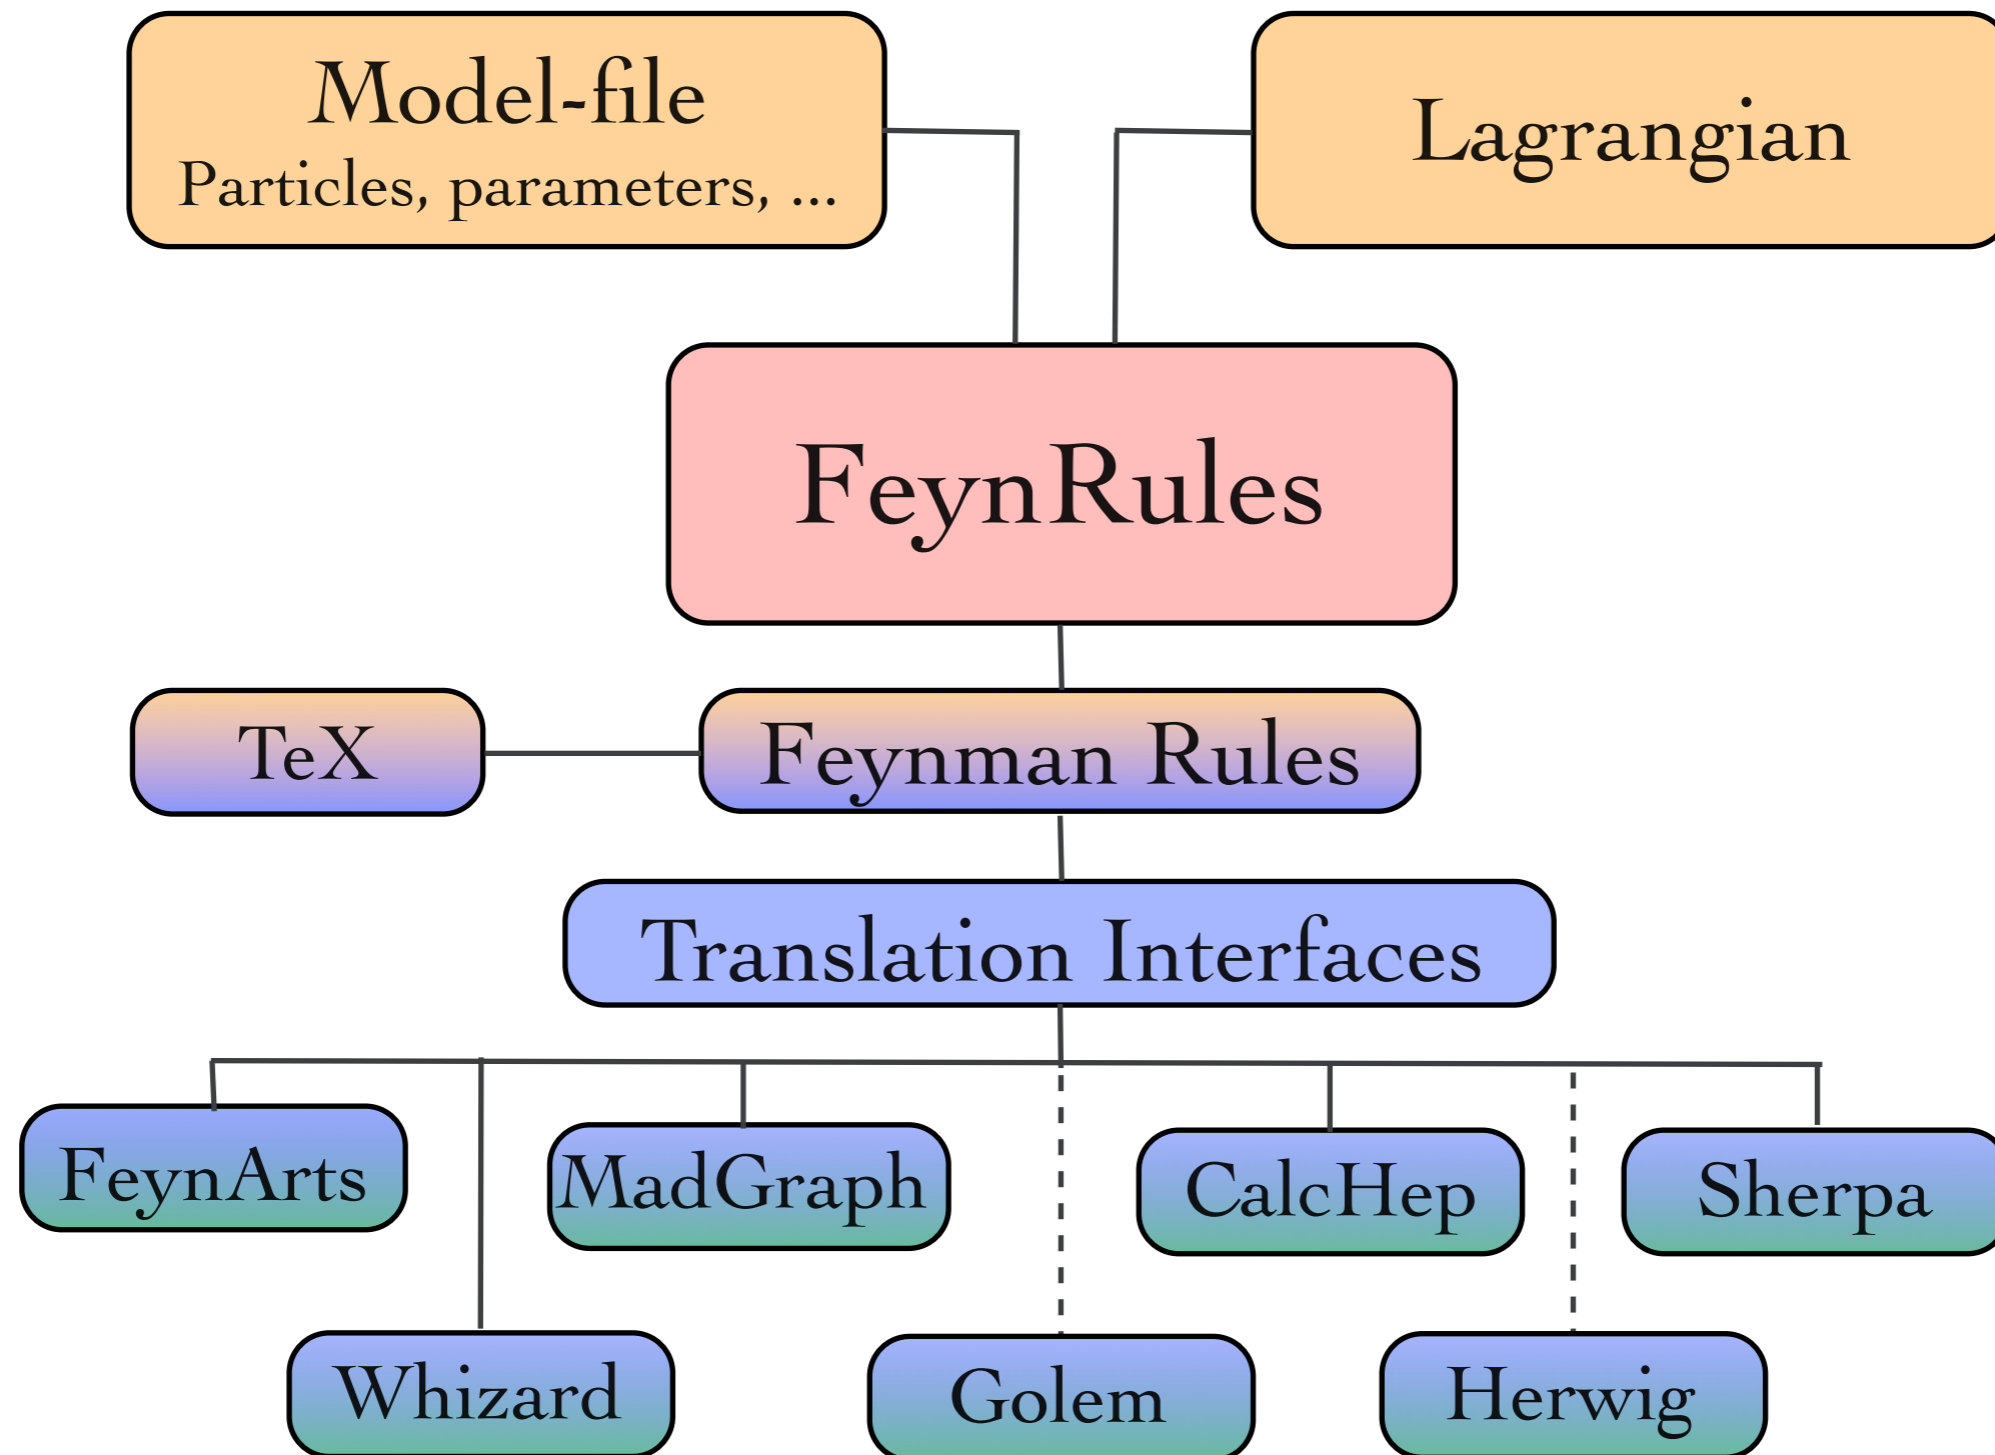 Model-file
Particles, parameters, ...
Lagrangian
FeynRules
TeX
Feynman Rules
Translation Interfaces
FeynArts
MadGraph
CalcHep
Sherpa
Whizard
Golem
Herwig